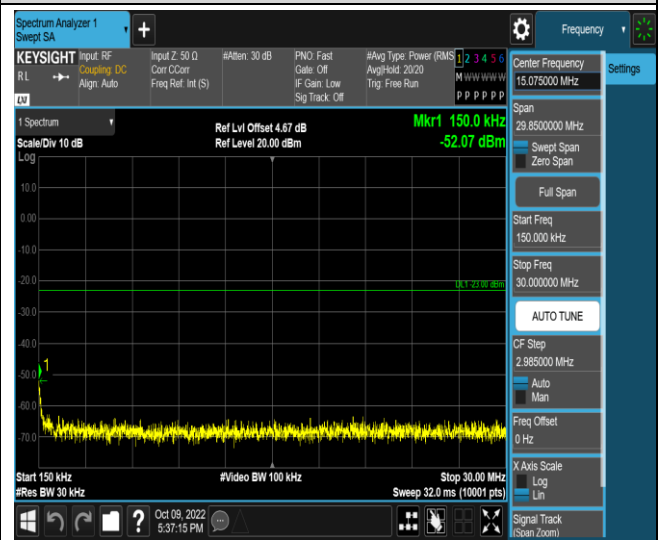 Spectrum Analyzer 1
Swept SA
Frequency
KEYSIGHT
R L
LXI
Input: RF
Coupling: DC
Align: Auto
Input Z: 50 Ω
Corr CCorr
Freq Ref: Int (S)
#Atten: 30 dB
PNO: Fast
Gate: Off
IF Gain: Low
Sig Track: Off
#Avg Type: Power (RMS
Avg|Hold: 20/20
Trig: Free Run
1 2 3 4 5 6
M W W W W W
P P P P P P
Center Frequency
15.075000 MHz
Settings
Span
29.8500000 MHz
Swept Span
Zero Span
Full Span
Start Freq
150.000 kHz
Stop Freq
30.000000 MHz
AUTO TUNE
CF Step
2.985000 MHz
Auto
Man
Freq Offset
0 Hz
X Axis Scale
Log
Lin
Signal Track
(Span Zoom)
1 Spectrum
Scale/Div 10 dB
Log
Ref Lvl Offset 4.67 dB
Ref Level 20.00 dBm
Mkr1 150.0 kHz
-52.07 dBm
10.0
0.00
-10.0
DL1 -23.00 dBm
-20.0
-30.0
-40.0
1
-50.0
-60.0
-70.0
Start 150 kHz
#Video BW 100 kHz
Stop 30.00 MHz
#Res BW 30 kHz
Sweep 32.0 ms (10001 pts)
?
Oct 09, 2022
5:37:15 PM